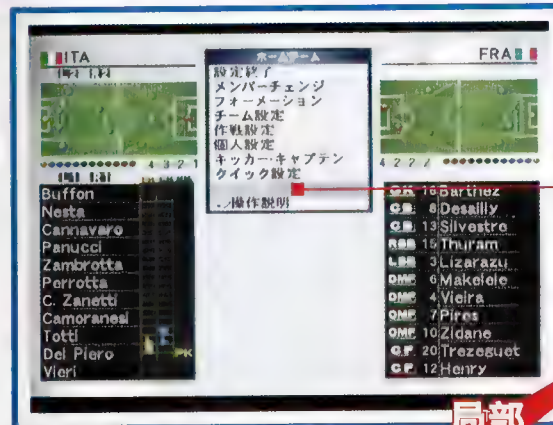 ITA
FRA
ホームチーム
設定終了
メンバーチェンジ
フォーメーション
チーム設定
作戦設定
個人設定
キッカー・キャプテン
クイック設定
操作説明
4 3 2 1
4 2 2 2
Buffon
Nesta
Cannavaro
Panucci
Zambrotta
Perrotta
C. Zanetti
Camoranesi
Totti
Del Piero
PK
Vieri
GK 16 Barthez
CB 8 Desailly
CB 13 Silvestre
RSB 15 Thuram
LSB 3 Lizarazu
DMF 6 Makelele
DMF 4 Vieira
OMF 7 Pires
OMF 10 Zidane
CF 20 Trezeguet
CF 12 Henry
局部